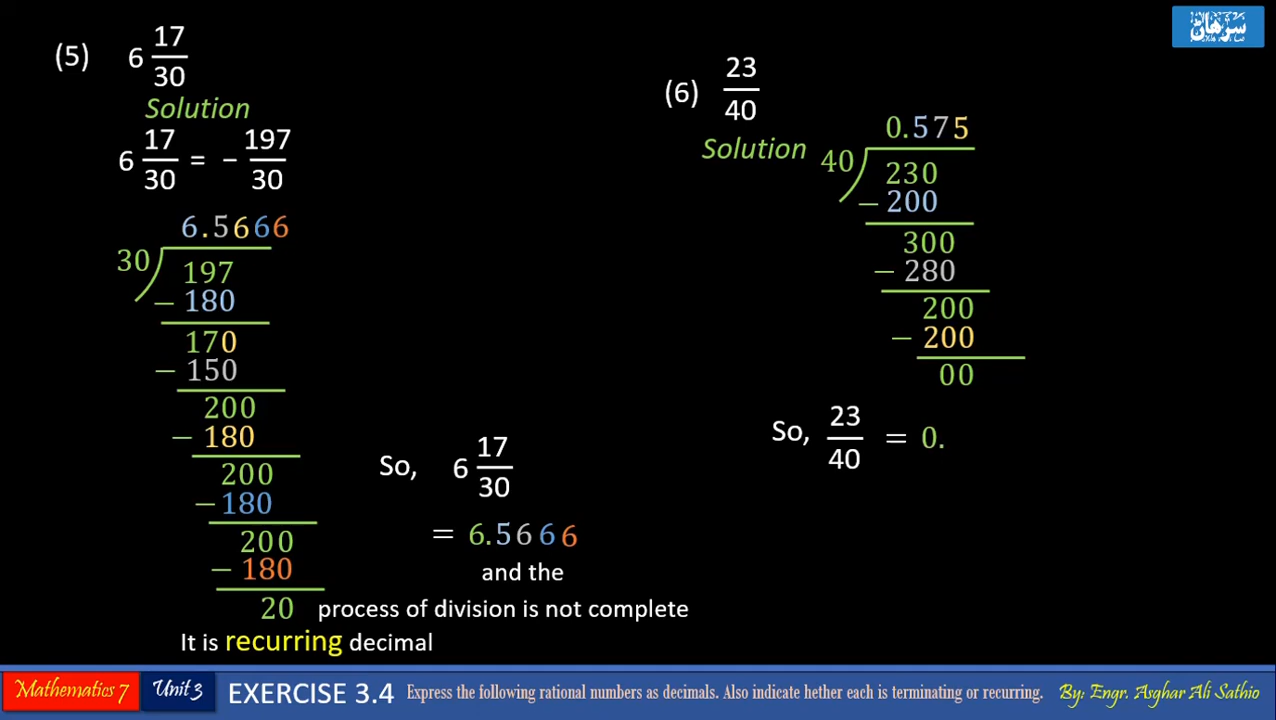 سَرهاڻ
(5) 6 17/30
Solution
6 17/30 = − 197/30
6.5666
30 197
− 180
170
− 150
200
− 180
200
− 180
200
− 180
20
So, 6 17/30
= 6.5666
and the
process of division is not complete
It is recurring decimal
(6) 23/40
Solution
0.575
40 230
− 200
300
− 280
200
− 200
00
So, 23/40 = 0.
Mathematics 7 Unit 3 EXERCISE 3.4 Express the following rational numbers as decimals. Also indicate hether each is terminating or recurring. By: Engr. Asghar Ali Sathio